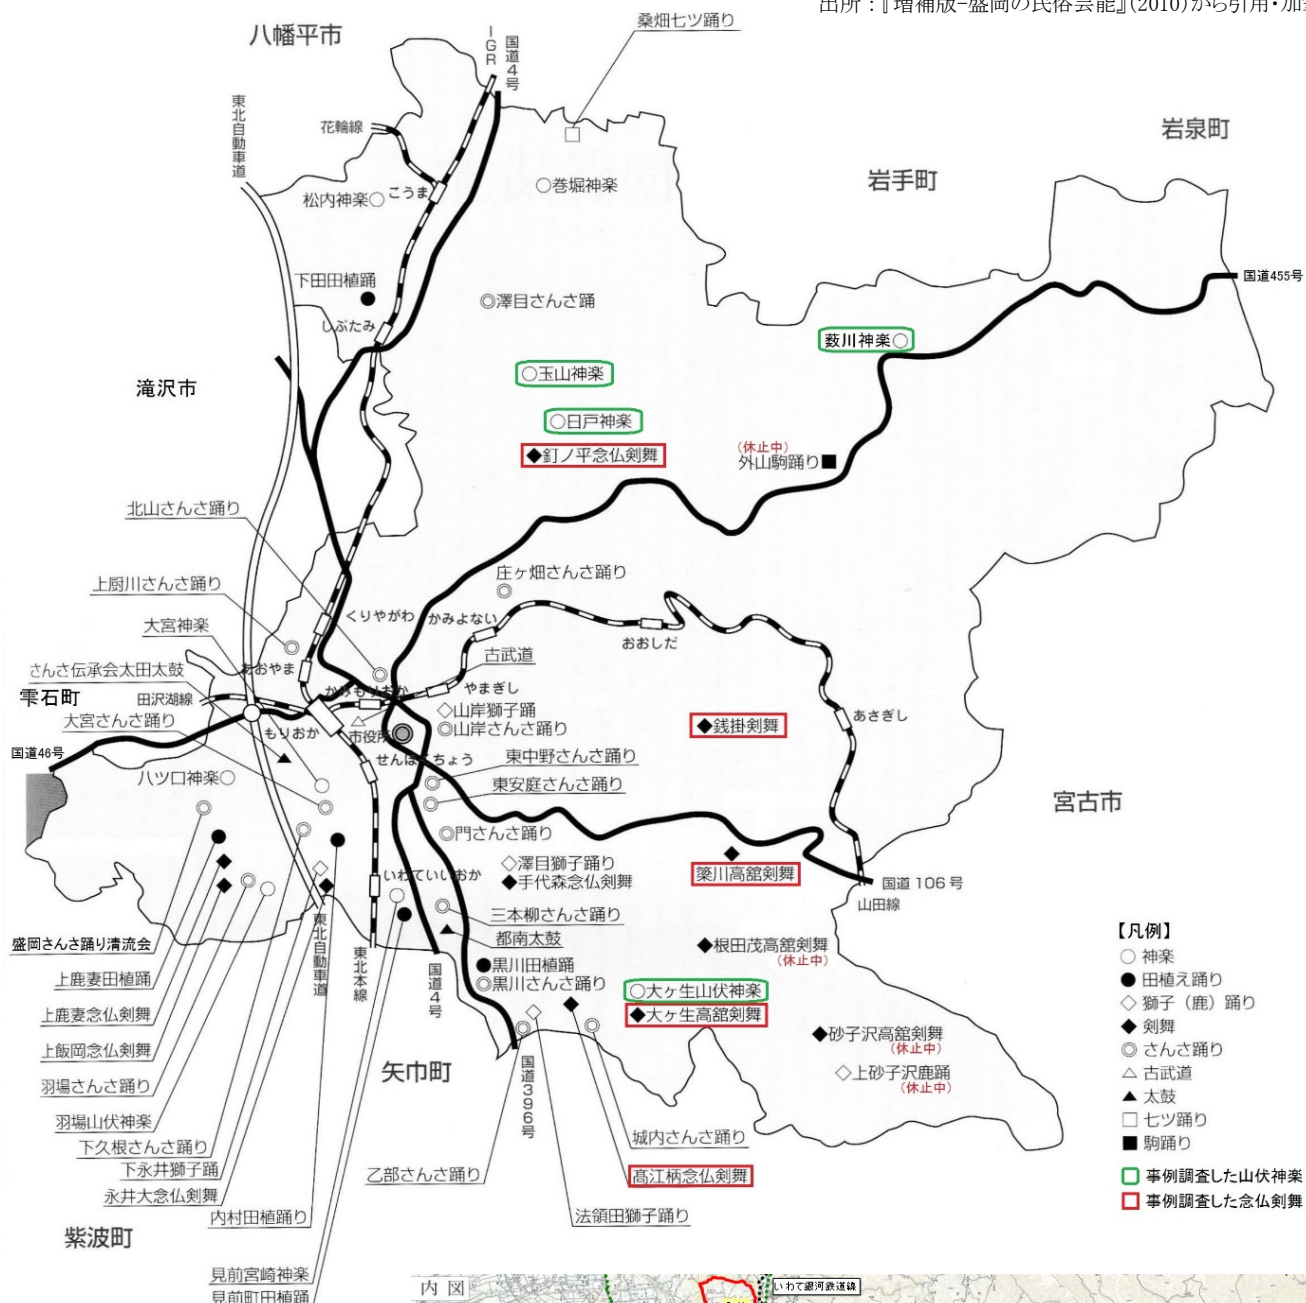 出所：『増補版-盛岡の民俗芸能』(2010)から引用・加筆
桑畑七ツ踊り
八幡平市
IGR
国道4号
東北自動車道
花輪線
岩泉町
岩手町
○巻堀神楽
松内神楽○
こうま
下田田植踊
◎澤目さんさ踊
国道455号
しぶたみ
薮川神楽○
○玉山神楽
滝沢市
○日戸神楽
◆釘ノ平念仏剣舞
(休止中)
外山駒踊り■
北山さんさ踊り
上厨川さんさ踊り
庄ヶ畑さんさ踊り
くりやがわ
かみよない
大宮神楽
おおしだ
古武道
さんさ伝承会太田太鼓
あおやま
かみもりおか
やまぎし
雫石町
田沢湖線
◇山岸獅子踊
大宮さんさ踊り
◎山岸さんさ踊り
◆銭掛剣舞
あさぎし
もりおか
市役所
国道46号
せんぼくちょう
東中野さんさ踊り
八ツ口神楽○
東安庭さんさ踊り
宮古市
◎門さんさ踊り
◇澤目獅子踊り
簗川高舘剣舞
いわていいおか
◆手代森念仏剣舞
国道106号
山田線
三本柳さんさ踊り
盛岡さんさ踊り清流会
東北自動車道
東北本線
国道4号
都南太鼓
◆根田茂高舘剣舞
(休止中)
上鹿妻田植踊
●黒川田植踊
◎黒川さんさ踊り
○大ヶ生山伏神楽
上鹿妻念仏剣舞
◆大ヶ生高舘剣舞
◆砂子沢高舘剣舞
(休止中)
上飯岡念仏剣舞
矢巾町
国道396号
◇上砂子沢鹿踊
(休止中)
羽場さんさ踊り
羽場山伏神楽
城内さんさ踊り
下久根さんさ踊り
下永井獅子踊
乙部さんさ踊り
髙江柄念仏剣舞
永井大念仏剣舞
内村田植踊り
法領田獅子踊り
紫波町
見前宮崎神楽
見前町田植踊
【凡例】
○ 神楽
● 田植え踊り
◇ 獅子（鹿）踊り
◆ 剣舞
◎ さんさ踊り
△ 古武道
▲ 太鼓
□ 七ツ踊り
■ 駒踊り
事例調査した山伏神楽
事例調査した念仏剣舞
内図
いわて銀河鉄道線